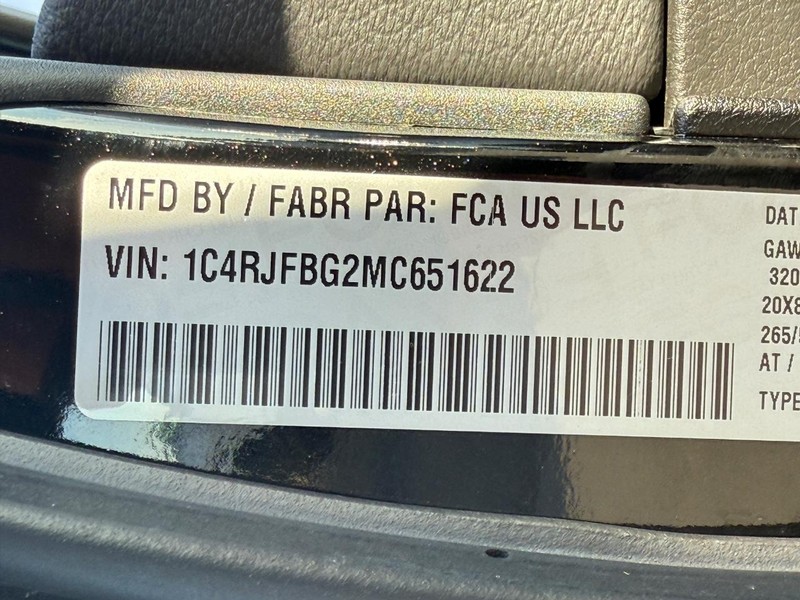 MFD BY / FABR PAR: FCA US LLC
VIN: 1C4RJFBG2MC651622
DAT
GAW
320
20X8
265/5
AT /
TYPE